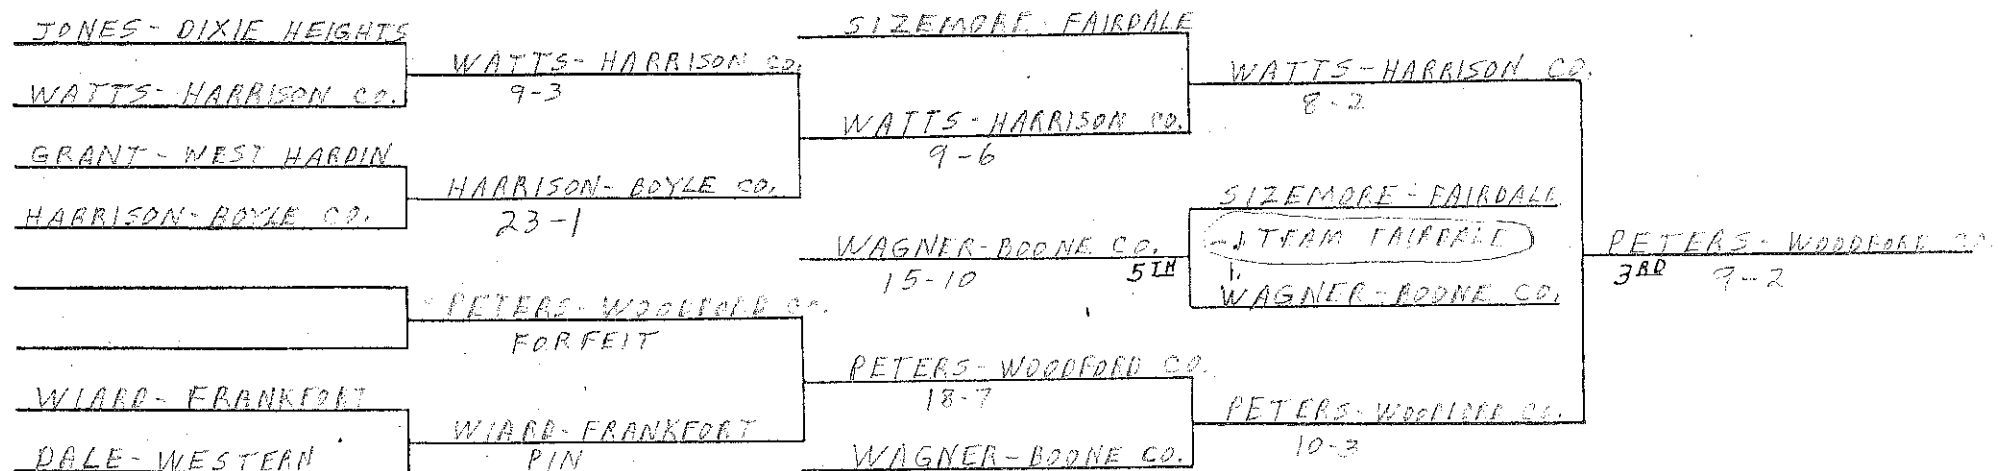 JONES - DIXIE HEIGHTS
WATTS - HARRISON CO.
GRANT - WEST HARDIN
HARRISON - BOYLE CO.
WIARD - FRANKFORT
DALE - WESTERN
WATTS - HARRISON CO.
9-3
HARRISON - BOYLE CO.
23-1
PETERS - WOODFORD CO.
FORFEIT
WIARD - FRANKFORT
PIN
SIZEMORE - FAIRDALE
WATTS - HARRISON CO.
9-6
WAGNER - BOONE CO.
15-10
5TH
PETERS - WOODFORD CO.
18-7
WAGNER - BOONE CO.
WATTS - HARRISON CO.
8-2
SIZEMORE - FAIRDALE
-1 TEAM FAIRDALE
WAGNER - BOONE CO.
PETERS - WOODFORD CO.
10-3
PETERS - WOODFORD CO.
3RD 9-2